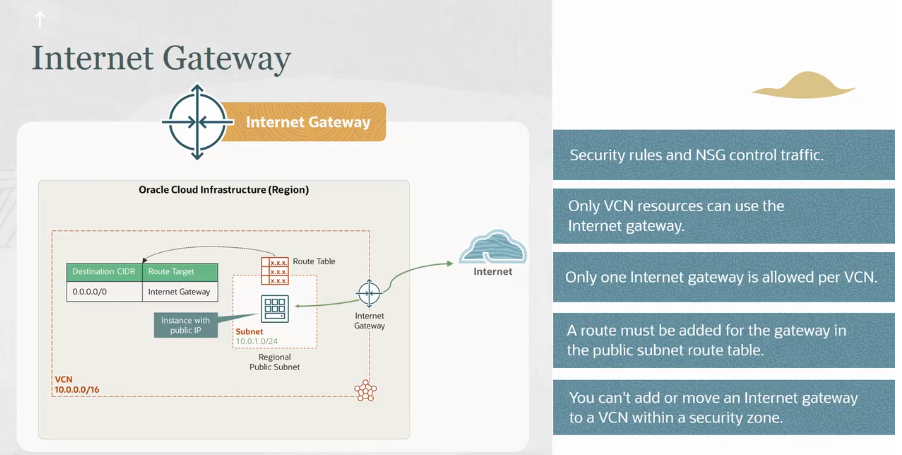 Internet Gateway
Internet Gateway
Oracle Cloud Infrastructure (Region)
Destination CIDR
Route Target
0.0.0.0/0
Internet Gateway
x.x.x.
x.x.x.
x.x.x.
Route Table
Instance with
public IP
Subnet
10.0.1.0/24
Regional
Public Subnet
Internet
Gateway
Internet
VCN
10.0.0.0/16
Security rules and NSG control traffic.
Only VCN resources can use the
Internet gateway.
Only one Internet gateway is allowed per VCN.
A route must be added for the gateway in
the public subnet route table.
You can't add or move an Internet gateway
to a VCN within a security zone.